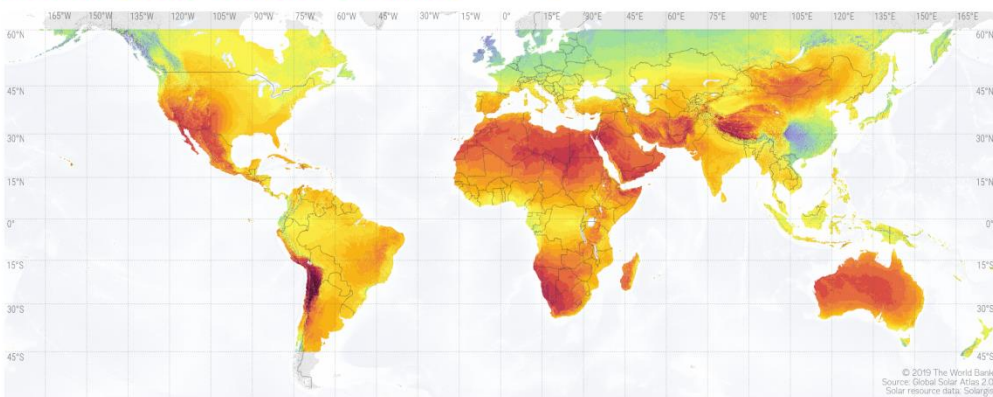 165°W 150°W 135°W 120°W 105°W 90°W 75°W 60°W 45°W 30°W 15°W 0° 15°E 30°E 45°E 60°E 75°E 90°E 105°E 120°E 135°E 150°E 165°E
60°N 60°N
45°N 45°N
30°N 30°N
15°N 15°N
0° 0°
15°S 15°S
30°S 30°S
45°S 45°S
© 2019 The World Bank
Source: Global Solar Atlas 2.0
Solar resource data: Solargis